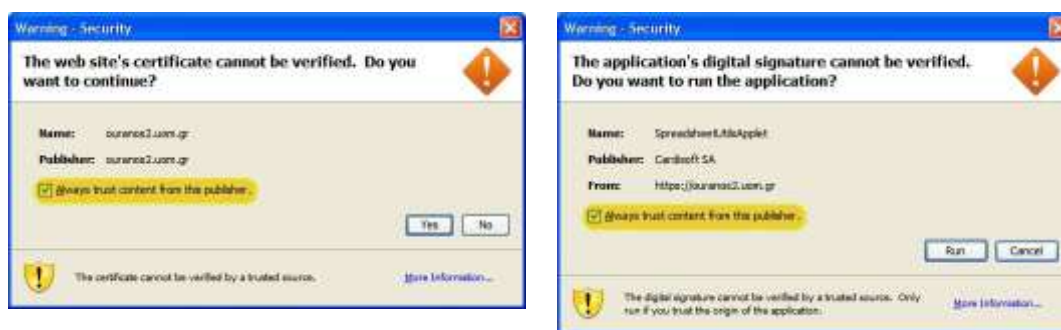 Warning - Security
The web site's certificate cannot be verified. Do you
want to continue?
Name: ouranos2.uom.gr
Publisher: ouranos2.uom.gr
Always trust content from this publisher.
Yes No
The certificate cannot be verified by a trusted source. More Information...
Warning - Security
The application's digital signature cannot be verified.
Do you want to run the application?
Name: SpreadsheetUtilsApplet
Publisher: Cardisoft SA
From: https://ouranos2.uom.gr
Always trust content from this publisher.
Run Cancel
The digital signature cannot be verified by a trusted source. Only
run if you trust the origin of the application.
More Information...